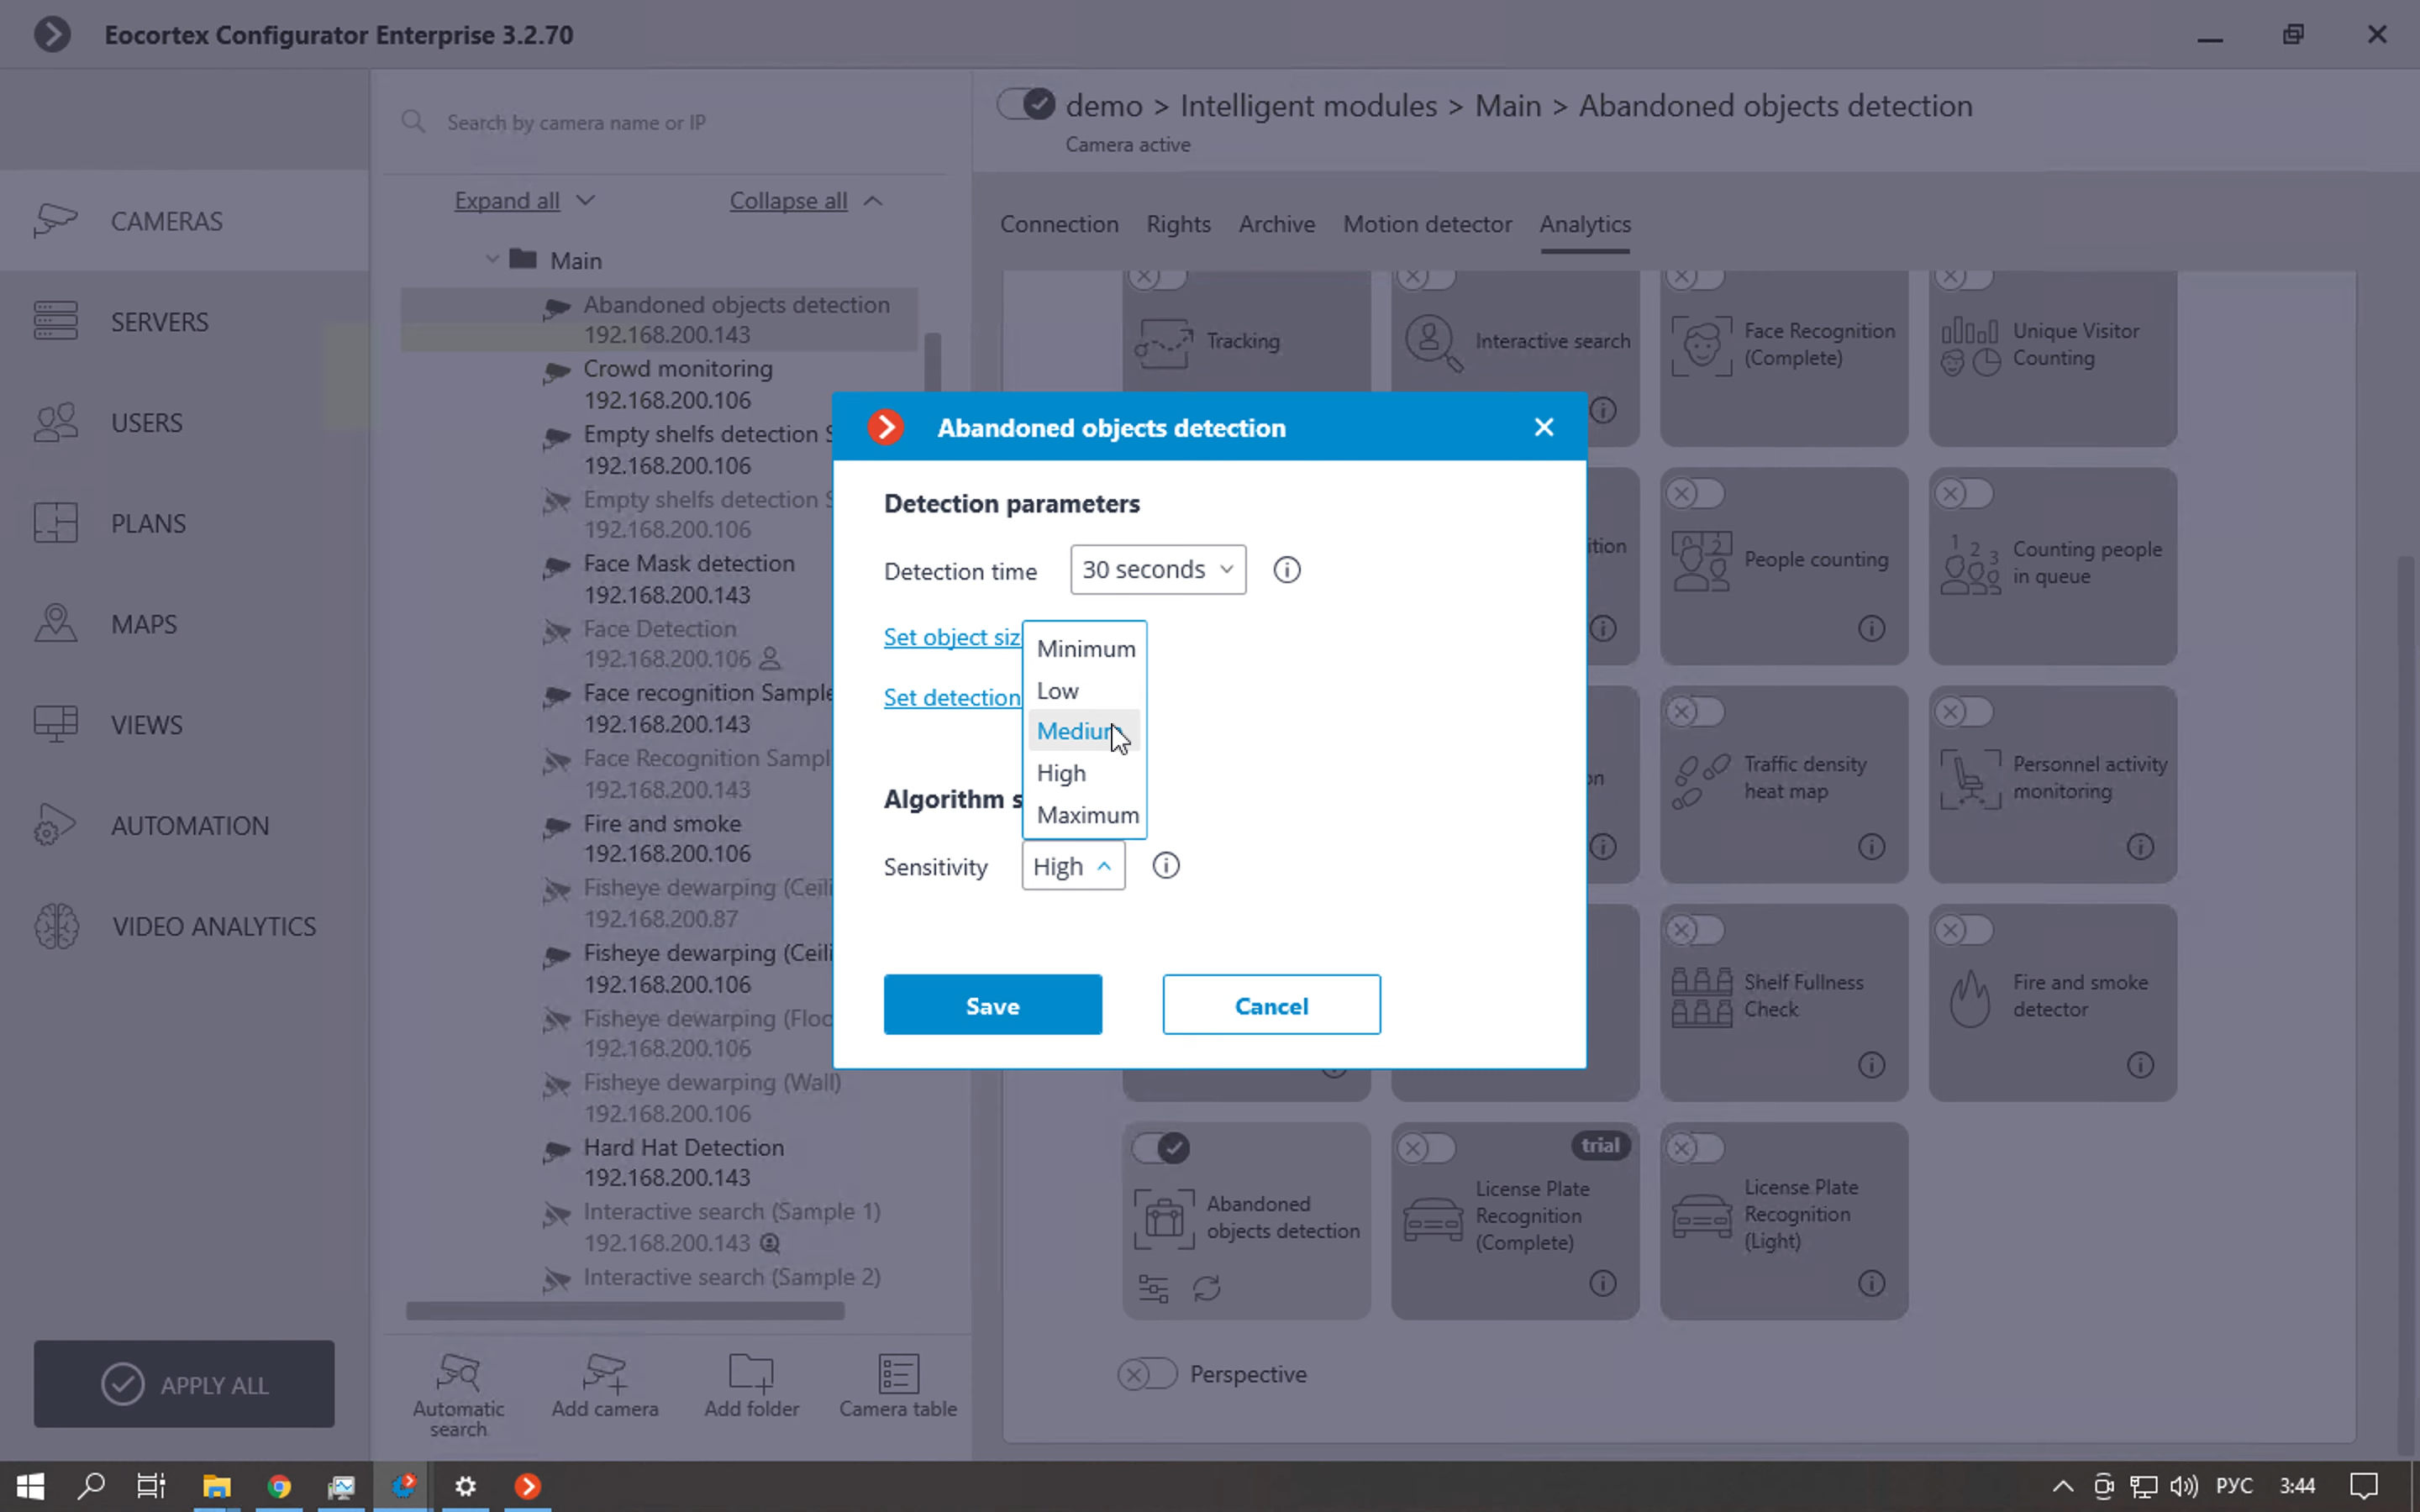 Eocortex Configurator Enterprise 3.2.70
CAMERAS
SERVERS
USERS
PLANS
MAPS
VIEWS
AUTOMATION
VIDEO ANALYTICS
APPLY ALL
Search by camera name or IP
Expand all
Collapse all
Main
Abandoned objects detection
192.168.200.143
Crowd monitoring
192.168.200.106
Empty shelfs detection S
192.168.200.106
Empty shelfs detection S
192.168.200.106
Face Mask detection
192.168.200.143
Face Detection
192.168.200.106
Face recognition Sample
192.168.200.143
Face Recognition Sampl
192.168.200.143
Fire and smoke
192.168.200.106
Fisheye dewarping (Ceili
192.168.200.87
Fisheye dewarping (Ceili
192.168.200.106
Fisheye dewarping (Floo
192.168.200.106
Fisheye dewarping (Wall)
192.168.200.106
Hard Hat Detection
192.168.200.143
Interactive search (Sample 1)
192.168.200.143
Interactive search (Sample 2)
Automatic
search
Add camera
Add folder
Camera table
demo > Intelligent modules > Main > Abandoned objects detection
Camera active
Connection Rights Archive Motion detector Analytics
Tracking
Interactive search
Face Recognition
(Complete)
Unique Visitor
Counting
ition
People counting
Counting people
in queue
on
Traffic density
heat map
Personnel activity
monitoring
Shelf Fullness
Check
Fire and smoke
detector
Abandoned
objects detection
trial
License Plate
Recognition
(Complete)
License Plate
Recognition
(Light)
Perspective
Abandoned objects detection
Detection parameters
Detection time 30 seconds
Set object siz
Set detection
Minimum
Low
Medium
High
Maximum
Algorithm s
Sensitivity High
Save
Cancel
РУС
3:44